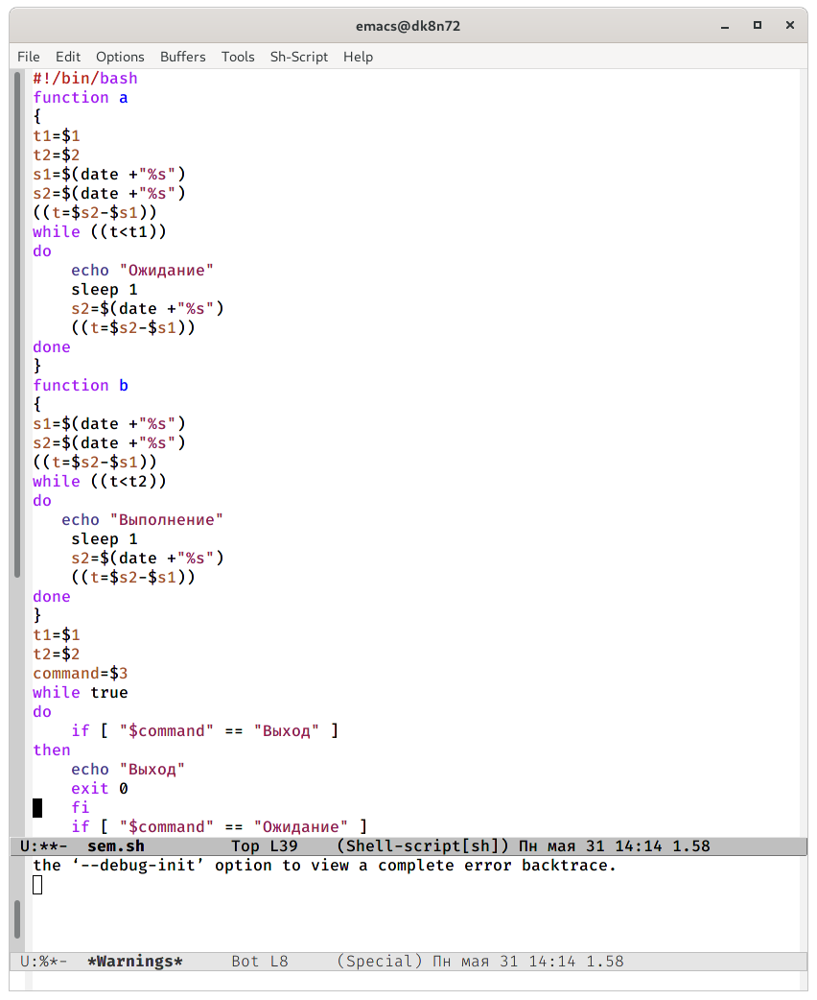 emacs@dk8n72
File Edit Options Buffers Tools Sh-Script Help
#!/bin/bash
function a
{
t1=$1
t2=$2
s1=$(date +"%s")
s2=$(date +"%s")
((t=$s2-$s1))
while ((t<t1))
do
    echo "Ожидание"
    sleep 1
    s2=$(date +"%s")
    ((t=$s2-$s1))
done
}
function b
{
s1=$(date +"%s")
s2=$(date +"%s")
((t=$s2-$s1))
while ((t<t2))
do
   echo "Выполнение"
    sleep 1
    s2=$(date +"%s")
    ((t=$s2-$s1))
done
}
t1=$1
t2=$2
command=$3
while true
do
    if [ "$command" == "Выход" ]
then
    echo "Выход"
    exit 0
    fi
    if [ "$command" == "Ожидание" ]
U:**-  sem.sh         Top L39    (Shell-script[sh]) Пн мая 31 14:14 1.58
the ‘--debug-init’ option to view a complete error backtrace.
U:%*-  *Warnings*     Bot L8     (Special) Пн мая 31 14:14 1.58